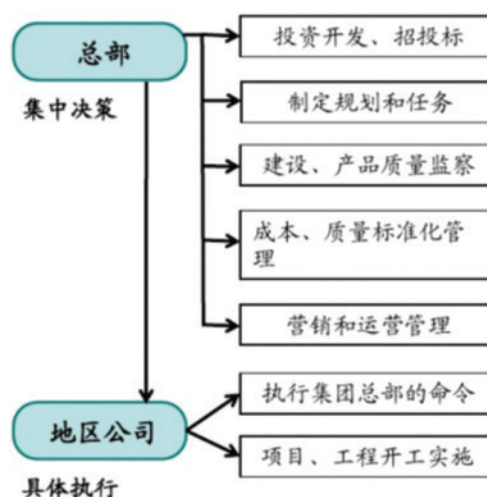 总部
集中决策
投资开发、招投标
制定规划和任务
建设、产品质量监察
成本、质量标准化管
理
营销和运营管理
地区公司
具体执行
执行集团总部的命令
项目、工程开工实施